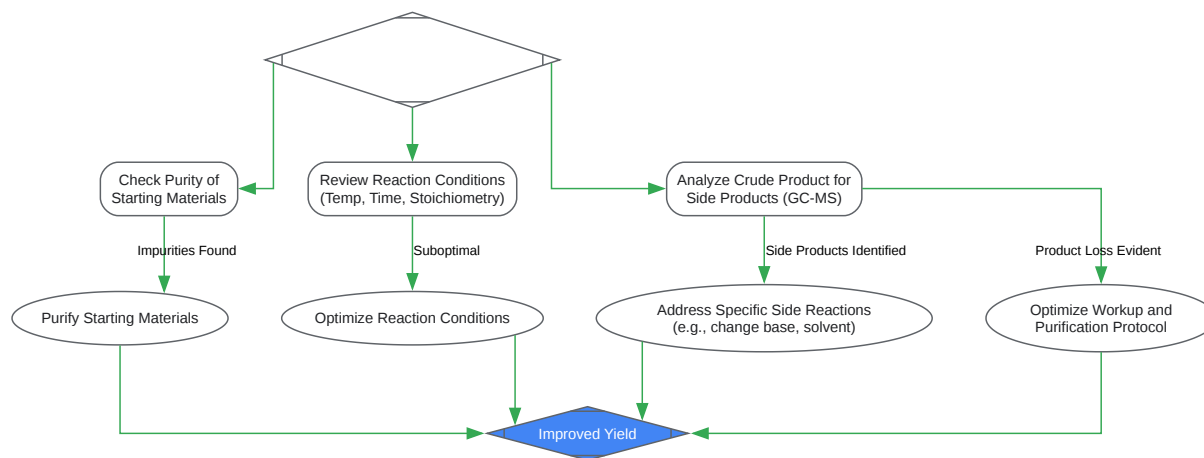 Check Purity of
Starting Materials
Review Reaction Conditions
(Temp, Time, Stoichiometry)
Analyze Crude Product for
Side Products (GC-MS)
Impurities Found
Suboptimal
Side Products Identified
Product Loss Evident
Purify Starting Materials
Optimize Reaction Conditions
Address Specific Side Reactions
(e.g., change base, solvent)
Optimize Workup and
Purification Protocol
Improved Yield